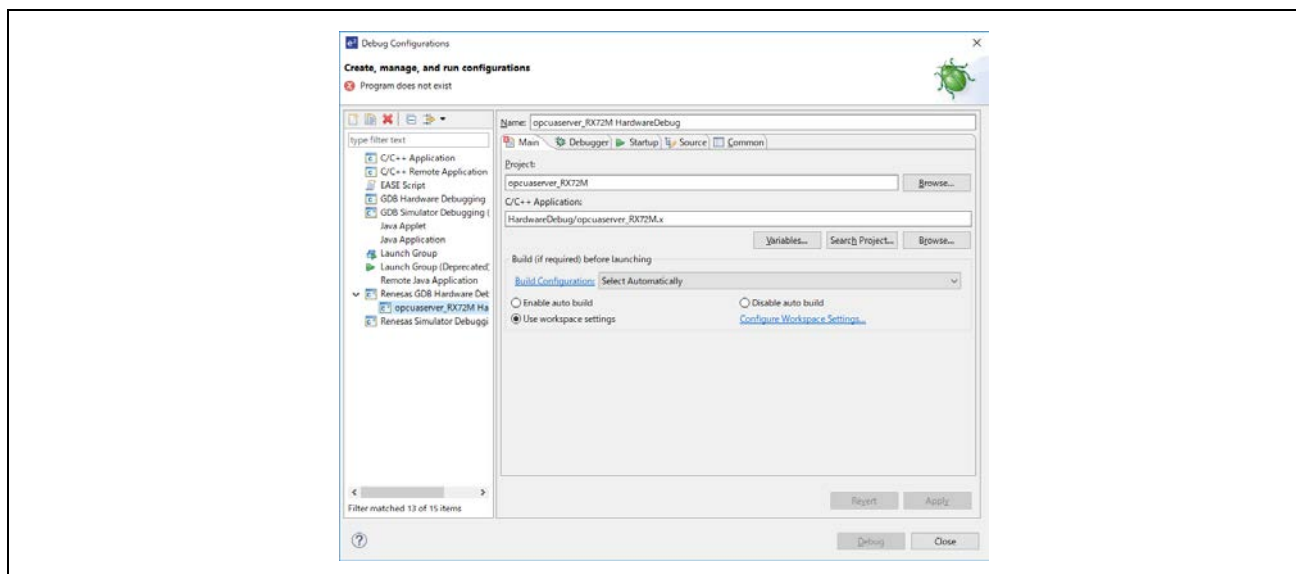 Debug Configurations
Create, manage, and run configurations
Program does not exist
type filter text
C/C++ Application
C/C++ Remote Application
EASE Script
GDB Hardware Debugging
GDB Simulator Debugging (
Java Applet
Java Application
Launch Group
Launch Group (Deprecated)
Remote Java Application
Renesas GDB Hardware Det
opcuaserver_RX72M Ha
Renesas Simulator Debuggi
Filter matched 13 of 15 items
Name: opcuaserver_RX72M HardwareDebug
Main Debugger Startup Source Common
Project:
opcuaserver_RX72M Browse...
C/C++ Application:
HardwareDebug/opcuaserver_RX72M.x
Variables... Search Project... Browse...
Build (if required) before launching
Build Configuration: Select Automatically
Enable auto build Disable auto build
Use workspace settings Configure Workspace Settings...
Revert Apply
Debug Close